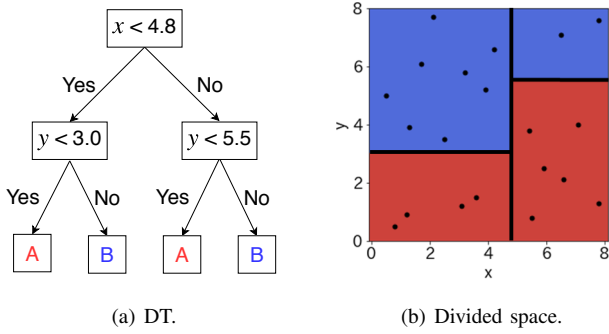 x < 4.8
Yes No
y < 3.0 y < 5.5
Yes No Yes No
A B A B
(a) DT.
8
6
4
2
0
y
0 2 4 6 8
x
(b) Divided space.